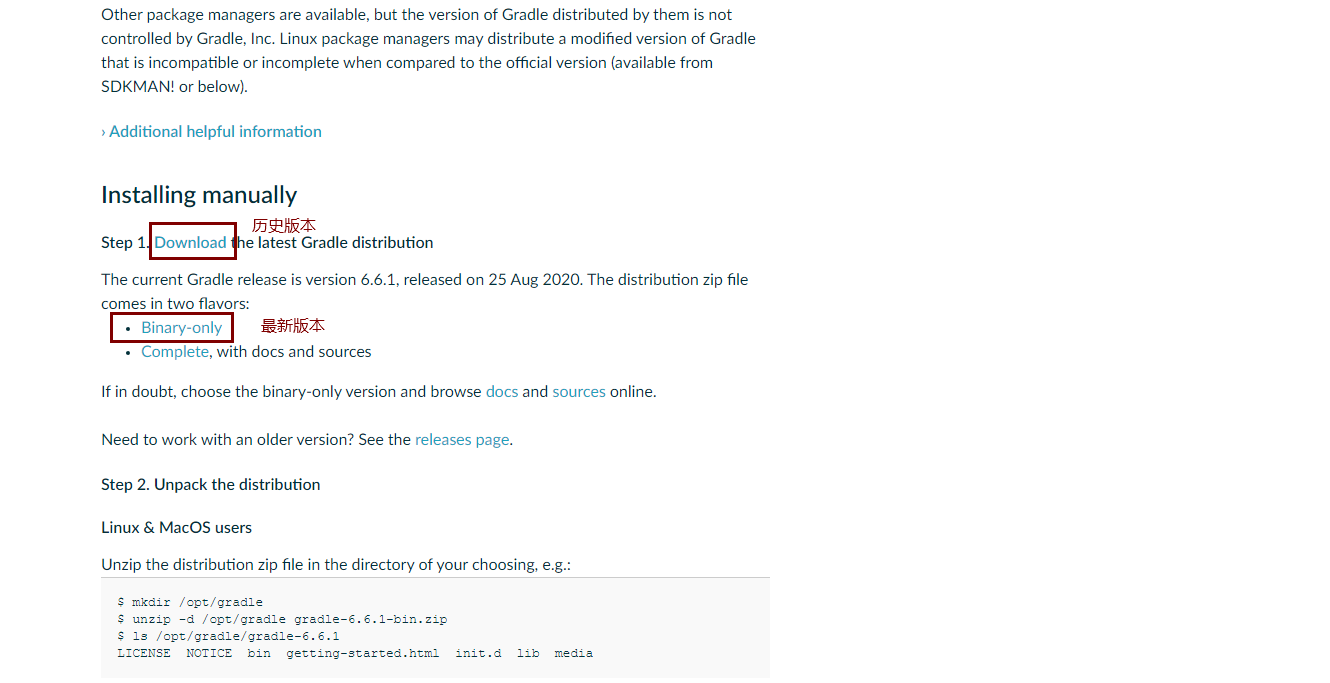 Other package managers are available, but the version of Gradle distributed by them is not
controlled by Gradle, Inc. Linux package managers may distribute a modified version of Gradle
that is incompatible or incomplete when compared to the official version (available from
SDKMAN! or below).
› Additional helpful information
Installing manually
历史版本
Step 1. Download the latest Gradle distribution
The current Gradle release is version 6.6.1, released on 25 Aug 2020. The distribution zip file
comes in two flavors:
• Binary-only 最新版本
• Complete, with docs and sources
If in doubt, choose the binary-only version and browse docs and sources online.
Need to work with an older version? See the releases page.
Step 2. Unpack the distribution
Linux & MacOS users
Unzip the distribution zip file in the directory of your choosing, e.g.:
$ mkdir /opt/gradle
$ unzip -d /opt/gradle gradle-6.6.1-bin.zip
$ ls /opt/gradle/gradle-6.6.1
LICENSE NOTICE bin getting-started.html init.d lib media